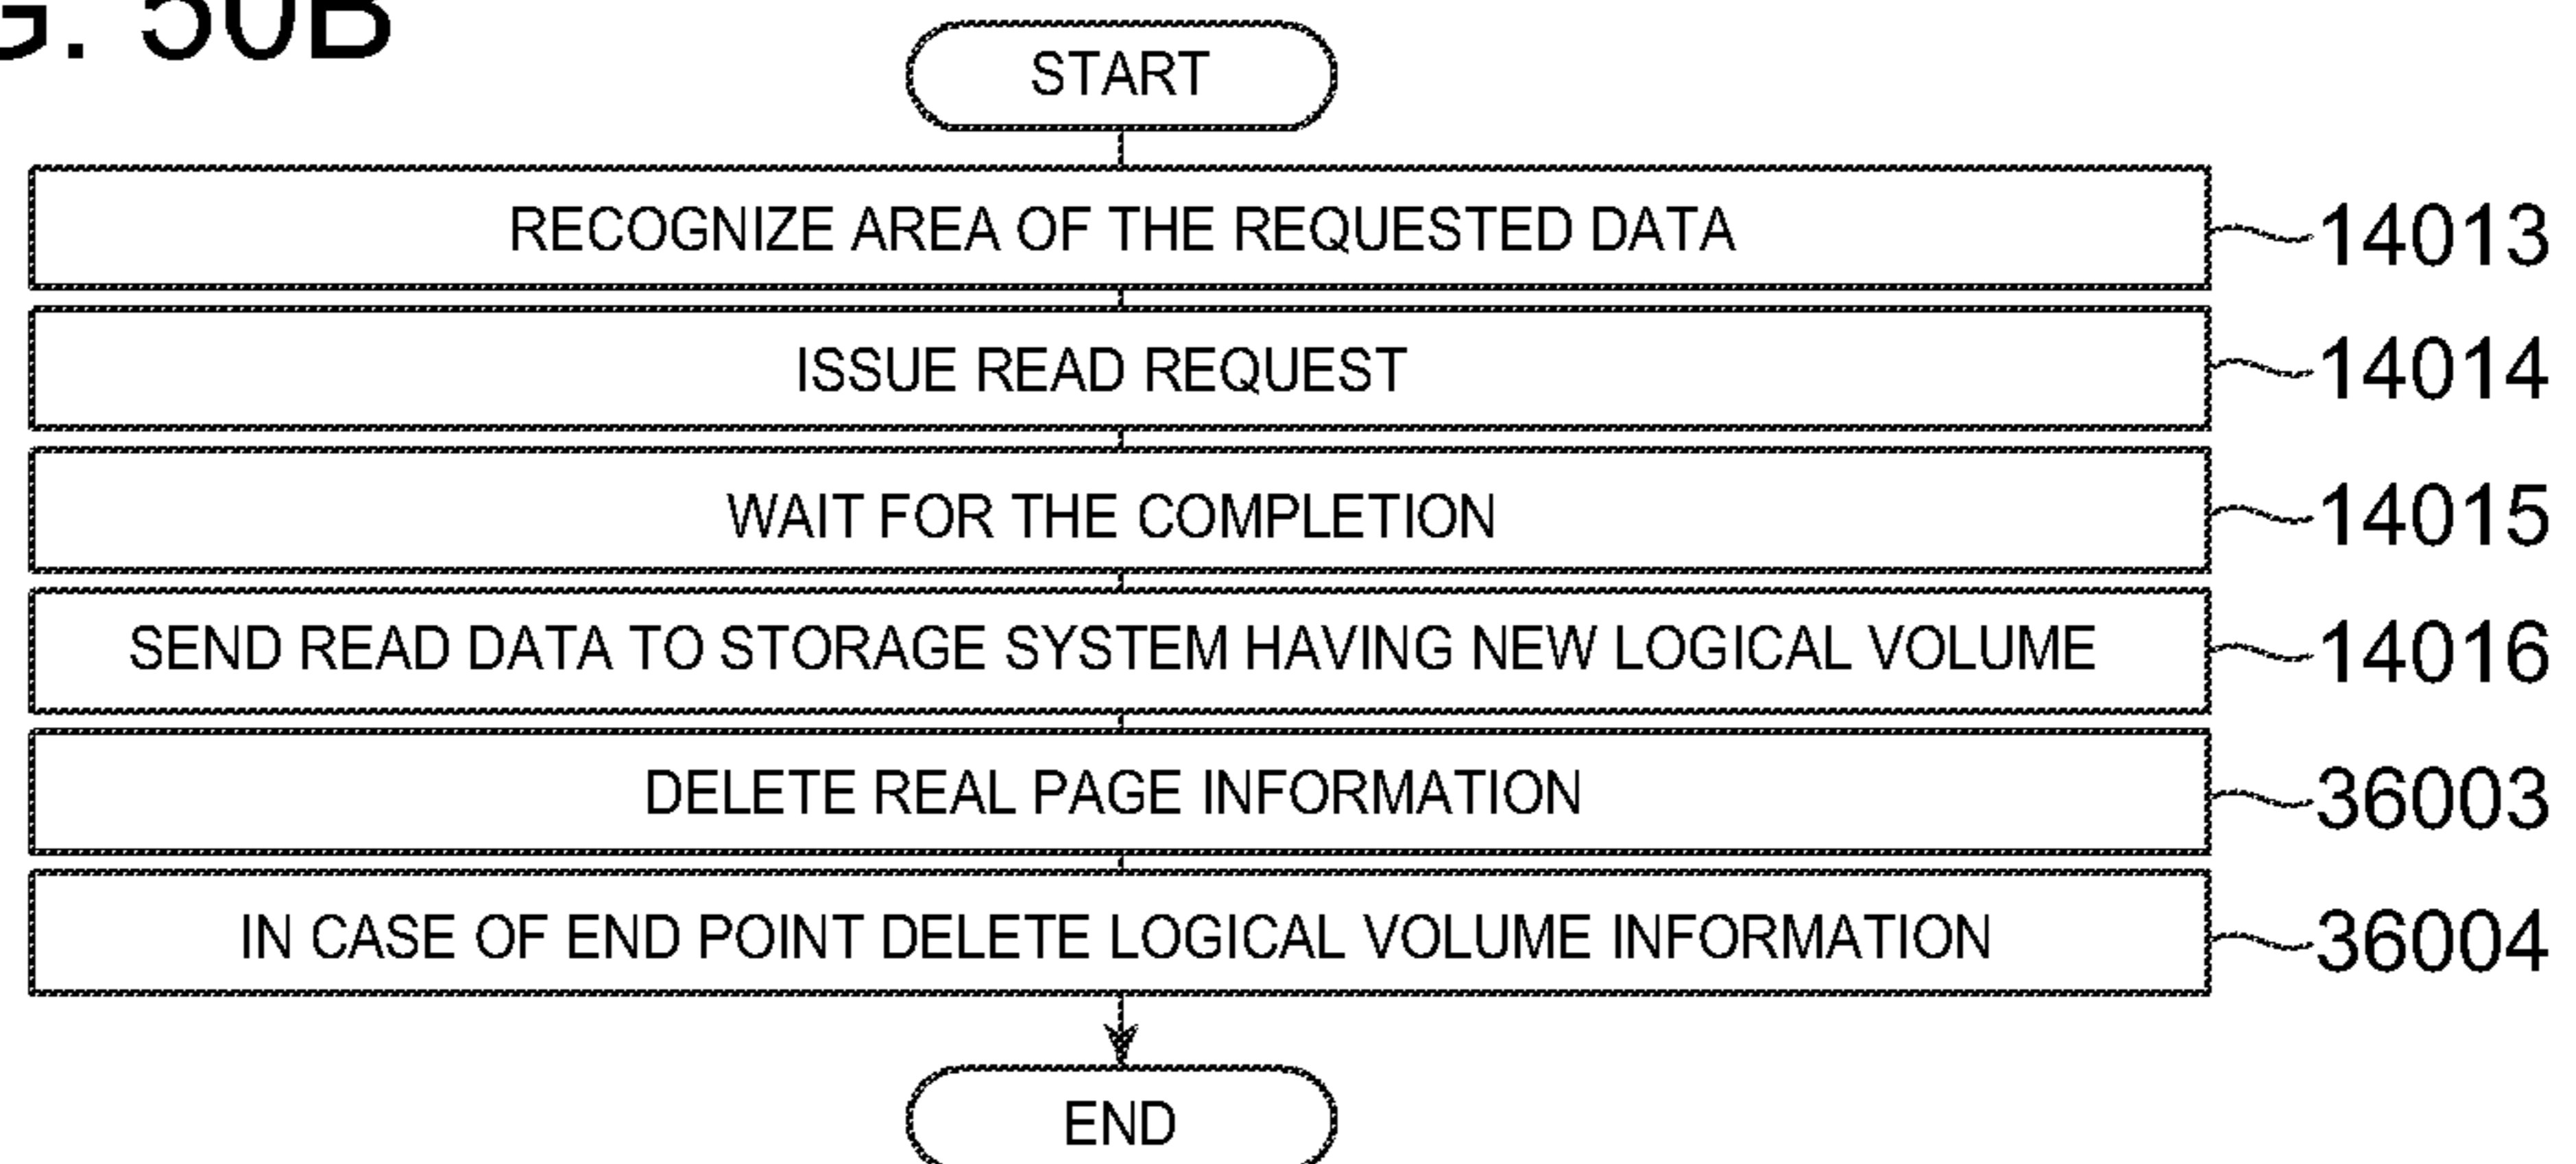 G. 50B
START
RECOGNIZE AREA OF THE REQUESTED DATA 14013
ISSUE READ REQUEST 14014
WAIT FOR THE COMPLETION 14015
SEND READ DATA TO STORAGE SYSTEM HAVING NEW LOGICAL VOLUME 14016
DELETE REAL PAGE INFORMATION 36003
IN CASE OF END POINT DELETE LOGICAL VOLUME INFORMATION 36004
END